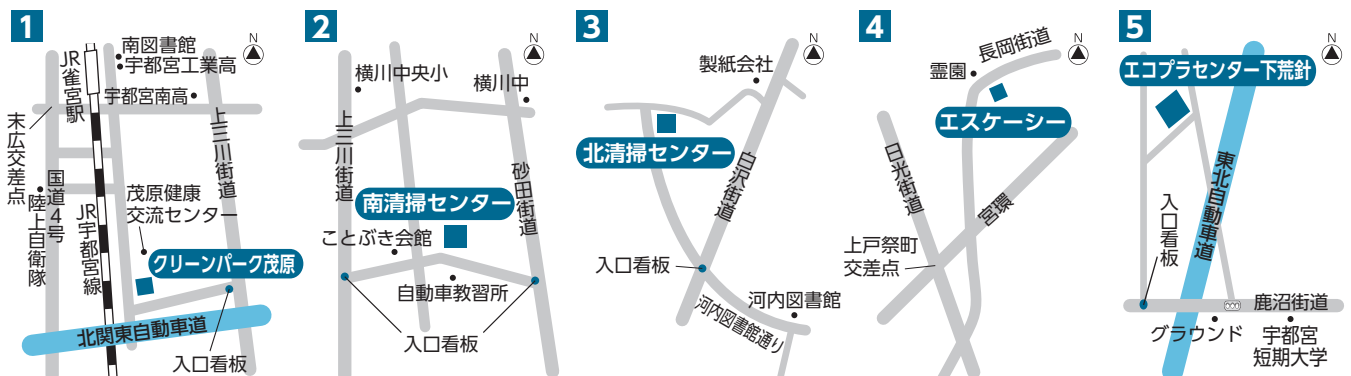 1
N
南図書館
宇都宮工業高
JR雀宮駅
宇都宮南高
末広交差点
上三川街道
国道4号
陸上自衛隊
JR宇都宮線
茂原健康
交流センター
クリーンパーク茂原
北関東自動車道
入口看板
2
N
横川中央小
横川中
上三川街道
砂田街道
南清掃センター
ことぶき会館
自動車教習所
入口看板
3
N
製紙会社
北清掃センター
白沢街道
入口看板
河内図書館
河内図書館通り
4
N
長岡街道
霊園
エスケーシー
日光街道
宮環
上戸祭町
交差点
5
N
エコプラセンター下荒針
東北自動車道
入口看板
鹿沼街道
グラウンド
宇都宮
短期大学